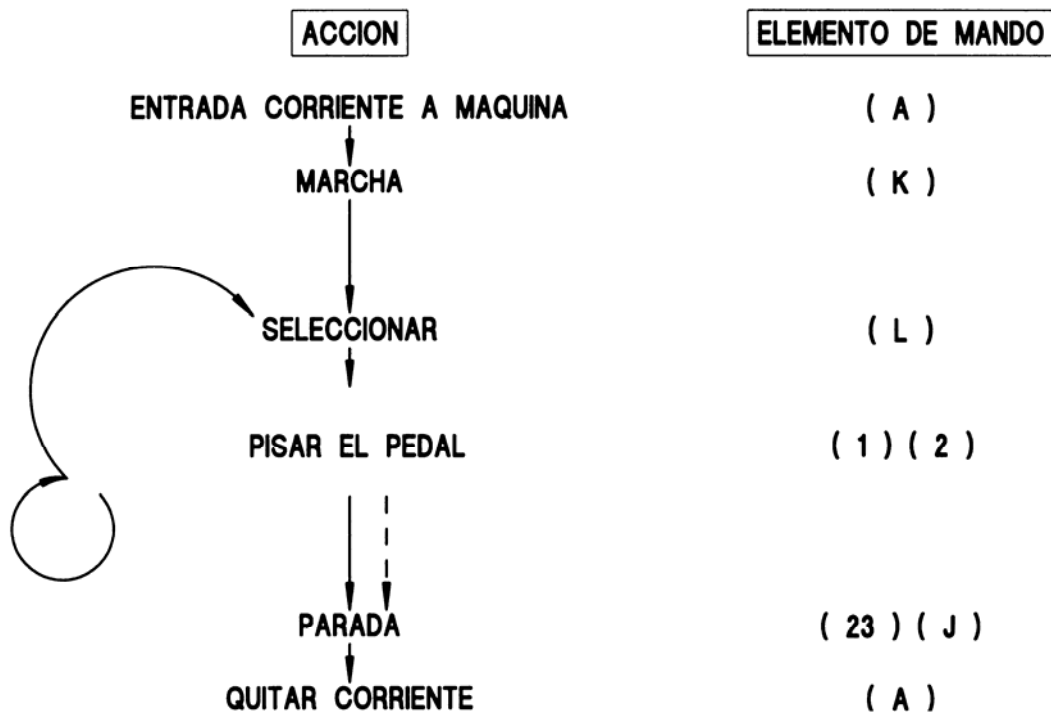 ACCION ELEMENTO DE MANDO
ENTRADA CORRIENTE A MAQUINA ( A )
MARCHA ( K )
SELECCIONAR ( L )
PISAR EL PEDAL ( 1 ) ( 2 )
PARADA ( 23 ) ( J )
QUITAR CORRIENTE ( A )